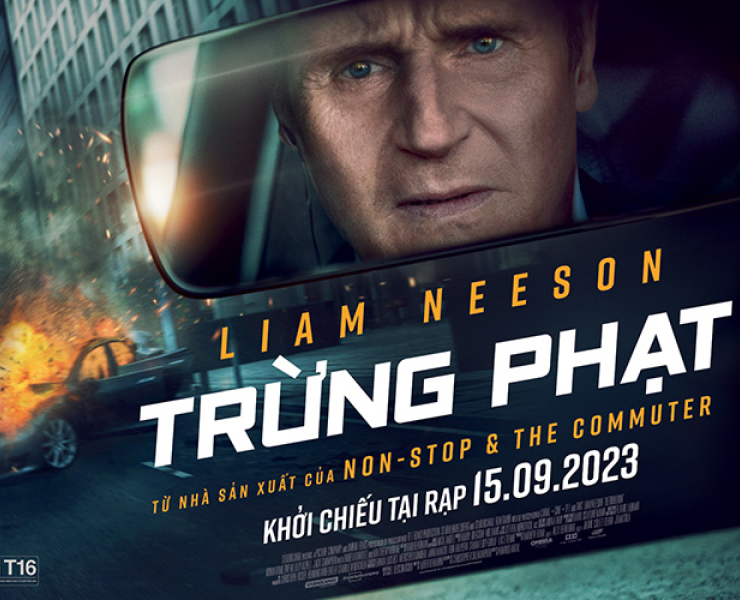 LIAM NEESON
TRỪNG PHẠT
TỪ NHÀ SẢN XUẤT CỦA NON-STOP & THE COMMUTER
KHỞI CHIẾU TẠI RẠP 15.09.2023
T16